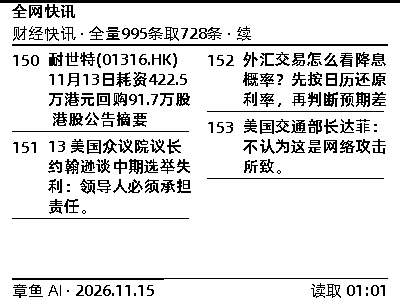 全网快讯
财经快讯 · 全量995条取728条 · 续
150 耐世特(01316.HK)
11月13日耗资422.5
万港元回购91.7万股
港股公告摘要
151 13 美国众议院议长
约翰逊谈中期选举失
利：领导人必须承担
责任。
152 外汇交易怎么看降息
概率？先按日历还原
利率，再判断预期差
153 美国交通部长达菲：
不认为这是网络攻击
所致。
章鱼 AI · 2026.11.15
读取 01:01